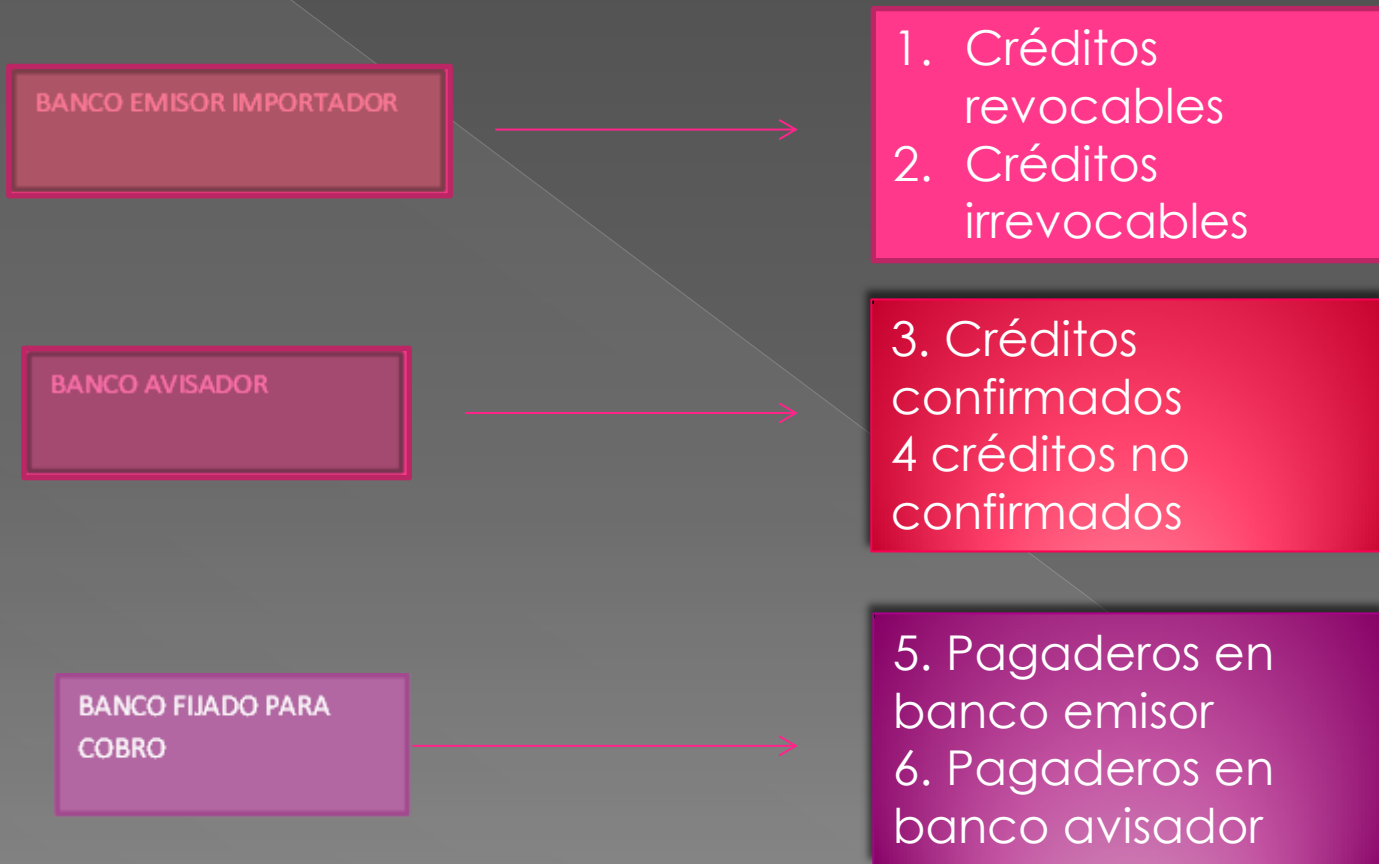 BANCO EMISOR IMPORTADOR
1. Créditos
revocables
2. Créditos
irrevocables
BANCO AVISADOR
3. Créditos
confirmados
4 créditos no
confirmados
BANCO FIJADO PARA
COBRO
5. Pagaderos en
banco emisor
6. Pagaderos en
banco avisador